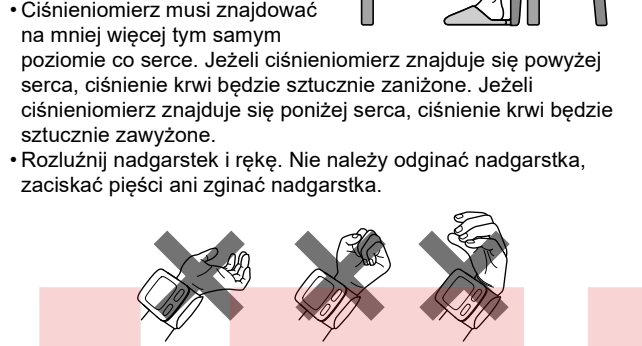 • Ciśnieniomierz musi znajdować
na mniej więcej tym samym
poziomie co serce. Jeżeli ciśnieniomierz znajduje się powyżej
serca, ciśnienie krwi będzie sztucznie zaniżone. Jeżeli
ciśnieniomierz znajduje się poniżej serca, ciśnienie krwi będzie
sztucznie zawyżone.
• Rozluźnij nadgarstek i rękę. Nie należy odginać nadgarstka,
zaciskać pięści ani zginać nadgarstka.